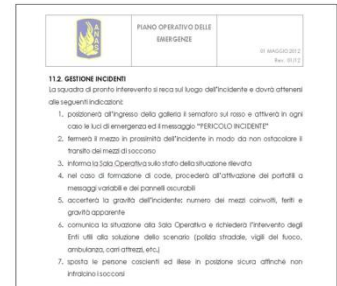 ANAS
PIANO OPERATIVO DELLE
EMERGENZE
01 MAGGIO 2012
Rev. 01/12
11.2. GESTIONE INCIDENTI
La squadra di pronto interevento si reca sul luogo dell'incidente e dovrà attenersi
alle seguenti indicazioni:
1. posizionerà all'ingresso della galleria il semaforo sul rosso e attiverà in ogni
caso le luci di emergenza ed il messaggio "PERICOLO INCIDENTE"
2. fermerà il mezzo in prossimità dell'incidente in modo da non ostacolare il
transito dei mezzi di soccorso
3. informa la Sala Operativa sullo stato della situazione rilevata
4. nel caso di formazione di code, procederà all'attivazione dei portatili a
messaggi variabili e dei pannelli oscurabili
5. accerterà la gravità dell'incidente: numero dei mezzi coinvolti, feriti e
gravità apparente
6. comunica la situazione alla Sala Operativa e richiederà l'intervento degli
Enti utili alla soluzione dello scenario (polizia stradale, vigili del fuoco,
ambulanza, carri attrezzi, etc.)
7. sposta le persone coscienti ed illese in posizione sicura affinché non
intralcino i soccorsi